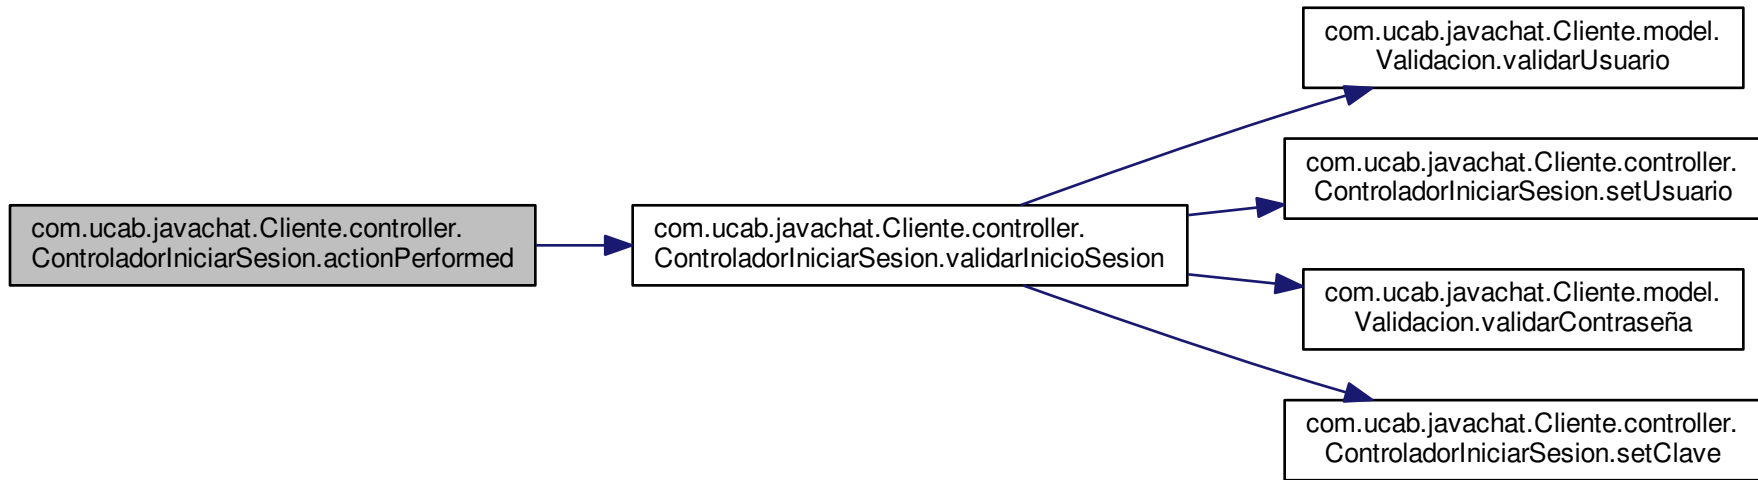 com.ucab.javachat.Cliente.controller.
ControladorIniciarSesion.actionPerformed
com.ucab.javachat.Cliente.controller.
ControladorIniciarSesion.validarInicioSesion
com.ucab.javachat.Cliente.model.
Validacion.validarUsuario
com.ucab.javachat.Cliente.controller.
ControladorIniciarSesion.setUsuario
com.ucab.javachat.Cliente.model.
Validacion.validarContraseña
com.ucab.javachat.Cliente.controller.
ControladorIniciarSesion.setClave